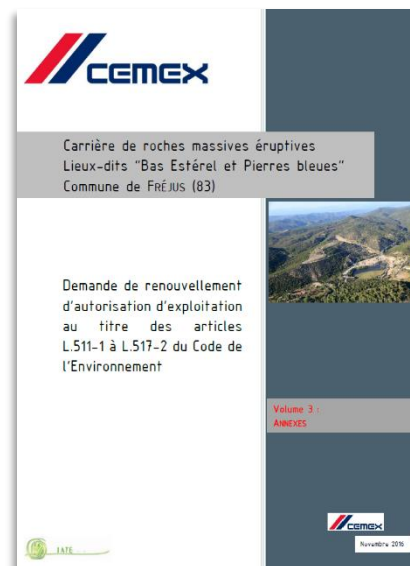 CEMEX
Carrière de roches massives éruptives
Lieux-dits "Bas Estérel et Pierres bleues"
Commune de FRÉJUS (83)
Demande de renouvellement
d'autorisation d'exploitation
au titre des articles
L.511-1 à L.517-2 du Code de
l'Environnement
Volume 3 :
ANNEXES
CEMEX
Novembre 2016
IATE